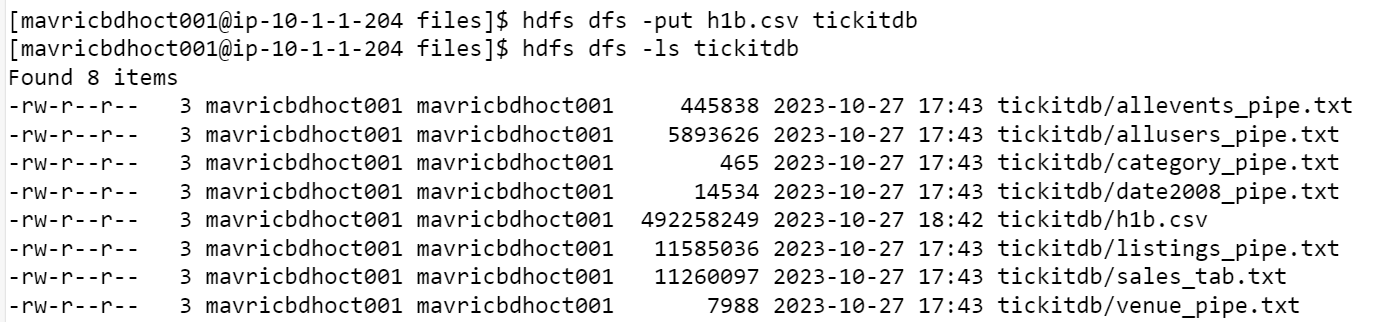 [mavricbdhoct001@ip-10-1-1-204 files]$ hdfs dfs -put h1b.csv tickitdb
[mavricbdhoct001@ip-10-1-1-204 files]$ hdfs dfs -ls tickitdb
Found 8 items
-rw-r--r--   3 mavricbdhoct001 mavricbdhoct001     445838 2023-10-27 17:43 tickitdb/allevents_pipe.txt
-rw-r--r--   3 mavricbdhoct001 mavricbdhoct001    5893626 2023-10-27 17:43 tickitdb/allusers_pipe.txt
-rw-r--r--   3 mavricbdhoct001 mavricbdhoct001        465 2023-10-27 17:43 tickitdb/category_pipe.txt
-rw-r--r--   3 mavricbdhoct001 mavricbdhoct001      14534 2023-10-27 17:43 tickitdb/date2008_pipe.txt
-rw-r--r--   3 mavricbdhoct001 mavricbdhoct001  492258249 2023-10-27 18:42 tickitdb/h1b.csv
-rw-r--r--   3 mavricbdhoct001 mavricbdhoct001   11585036 2023-10-27 17:43 tickitdb/listings_pipe.txt
-rw-r--r--   3 mavricbdhoct001 mavricbdhoct001   11260097 2023-10-27 17:43 tickitdb/sales_tab.txt
-rw-r--r--   3 mavricbdhoct001 mavricbdhoct001       7988 2023-10-27 17:43 tickitdb/venue_pipe.txt